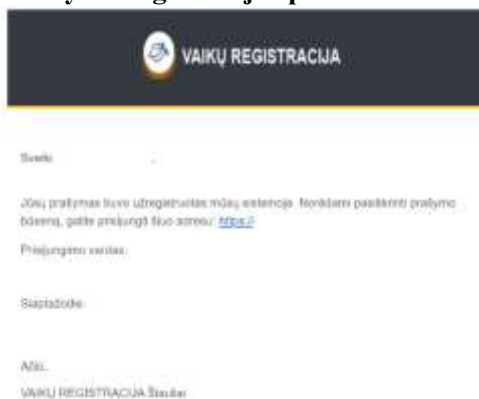 VAIKŲ REGISTRACIJA
Sveiki
Jūsų prašymas buvo užregistruotas mūsų sistemoje. Norėdami pasitikrinti prašymo
būseną, galite prisijungti šiuo adresu: https://
Prisijungimo vardas:
Slaptažodis:
Ačiū,
VAIKŲ REGISTRACIJA Šiauliai